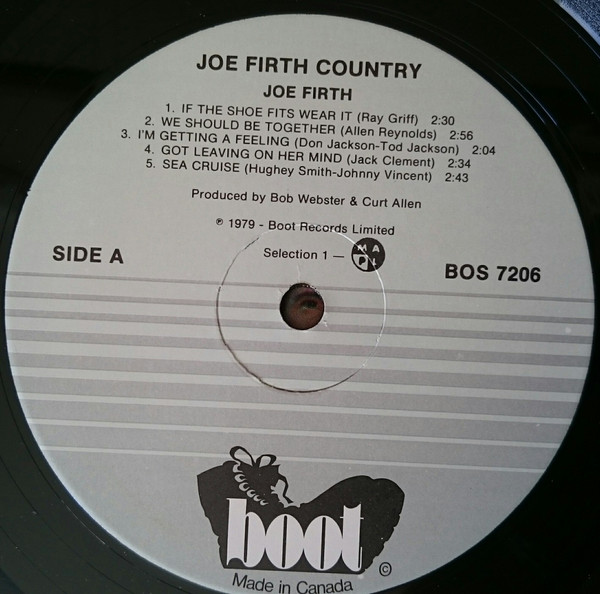 JOE FIRTH COUNTRY
JOE FIRTH
1. IF THE SHOE FITS WEAR IT (Ray Griff) 2:30
2. WE SHOULD BE TOGETHER (Allen Reynolds) 2:56
3. I'M GETTING A FEELING (Don Jackson-Tod Jackson) 2:04
4. GOT LEAVING ON HER MIND (Jack Clement) 2:34
5. SEA CRUISE (Hughey Smith-Johnny Vincent) 2:43
Produced by Bob Webster & Curt Allen
℗ 1979 - Boot Records Limited
Selection 1 — MAPL
SIDE A
BOS 7206
boot ©
Made in Canada